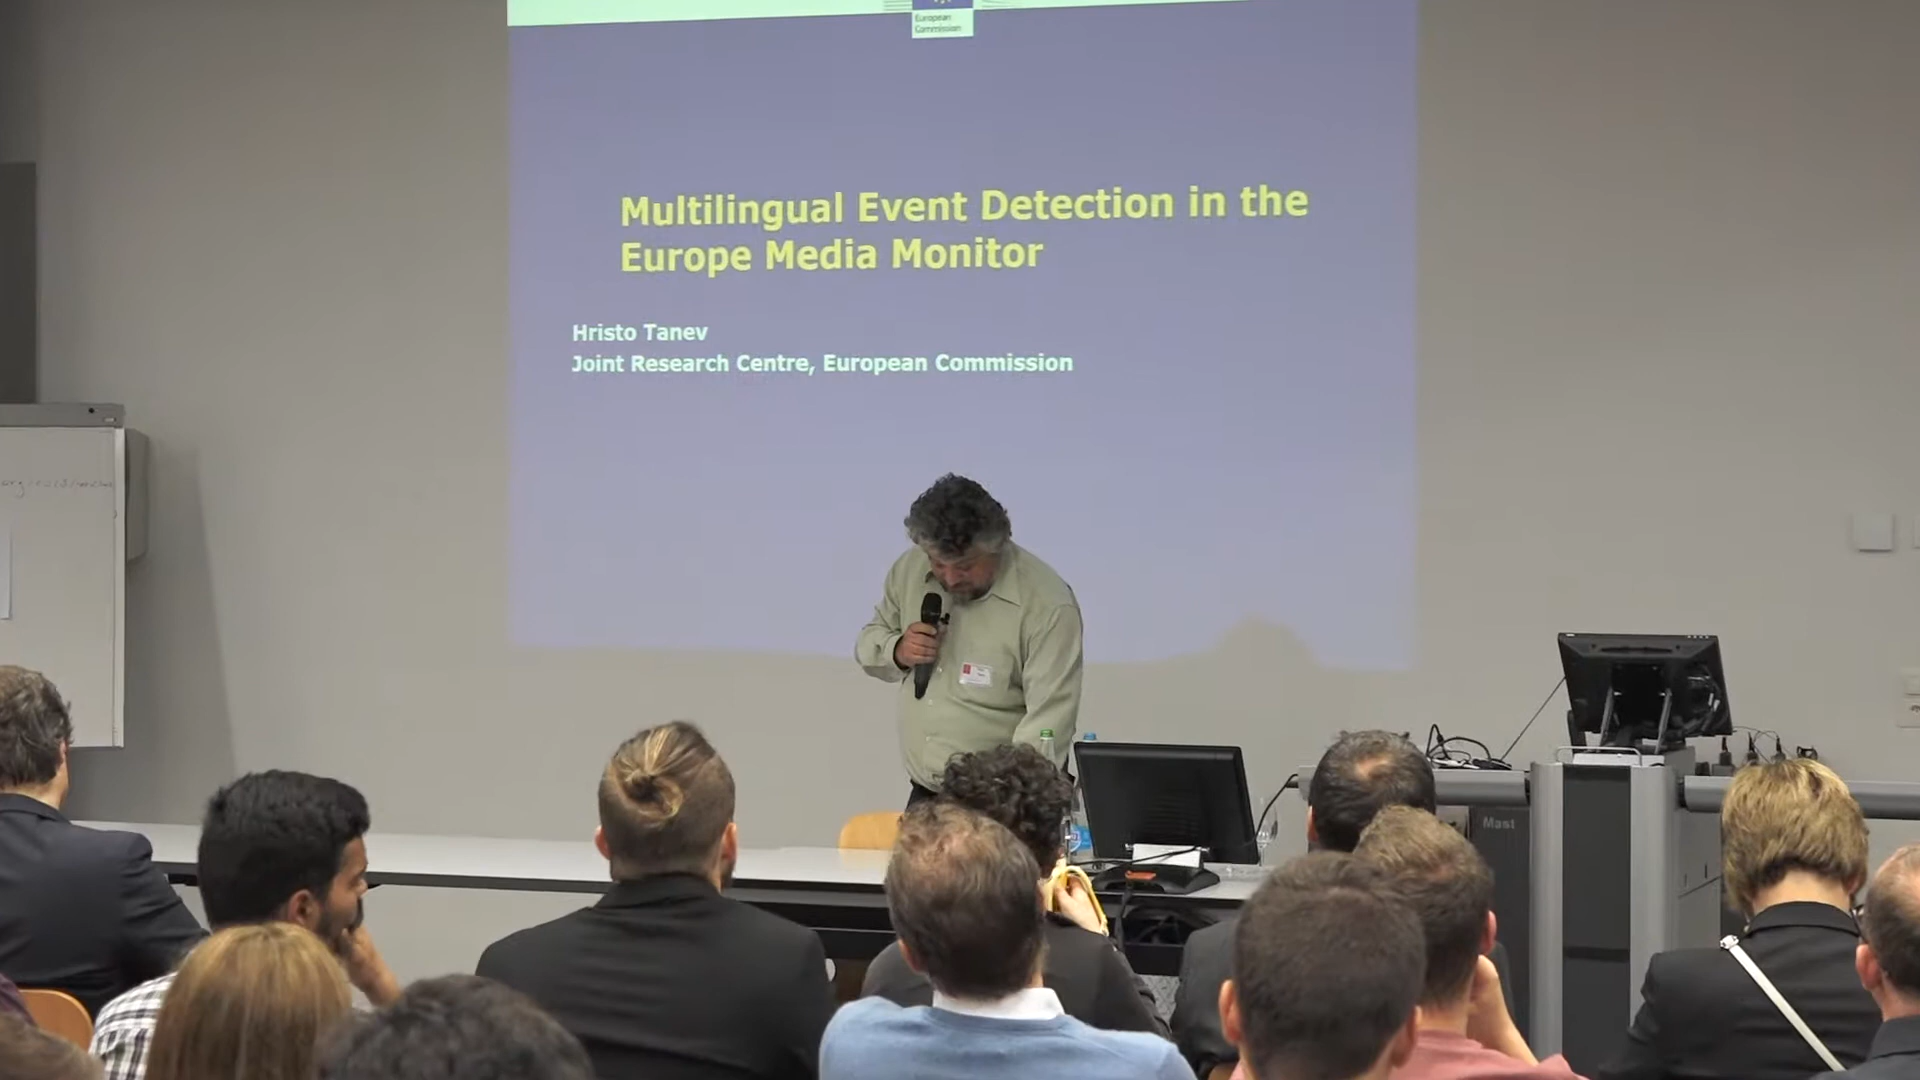 European
Commission
Multilingual Event Detection in the
Europe Media Monitor
Hristo Tanev
Joint Research Centre, European Commission
Mast